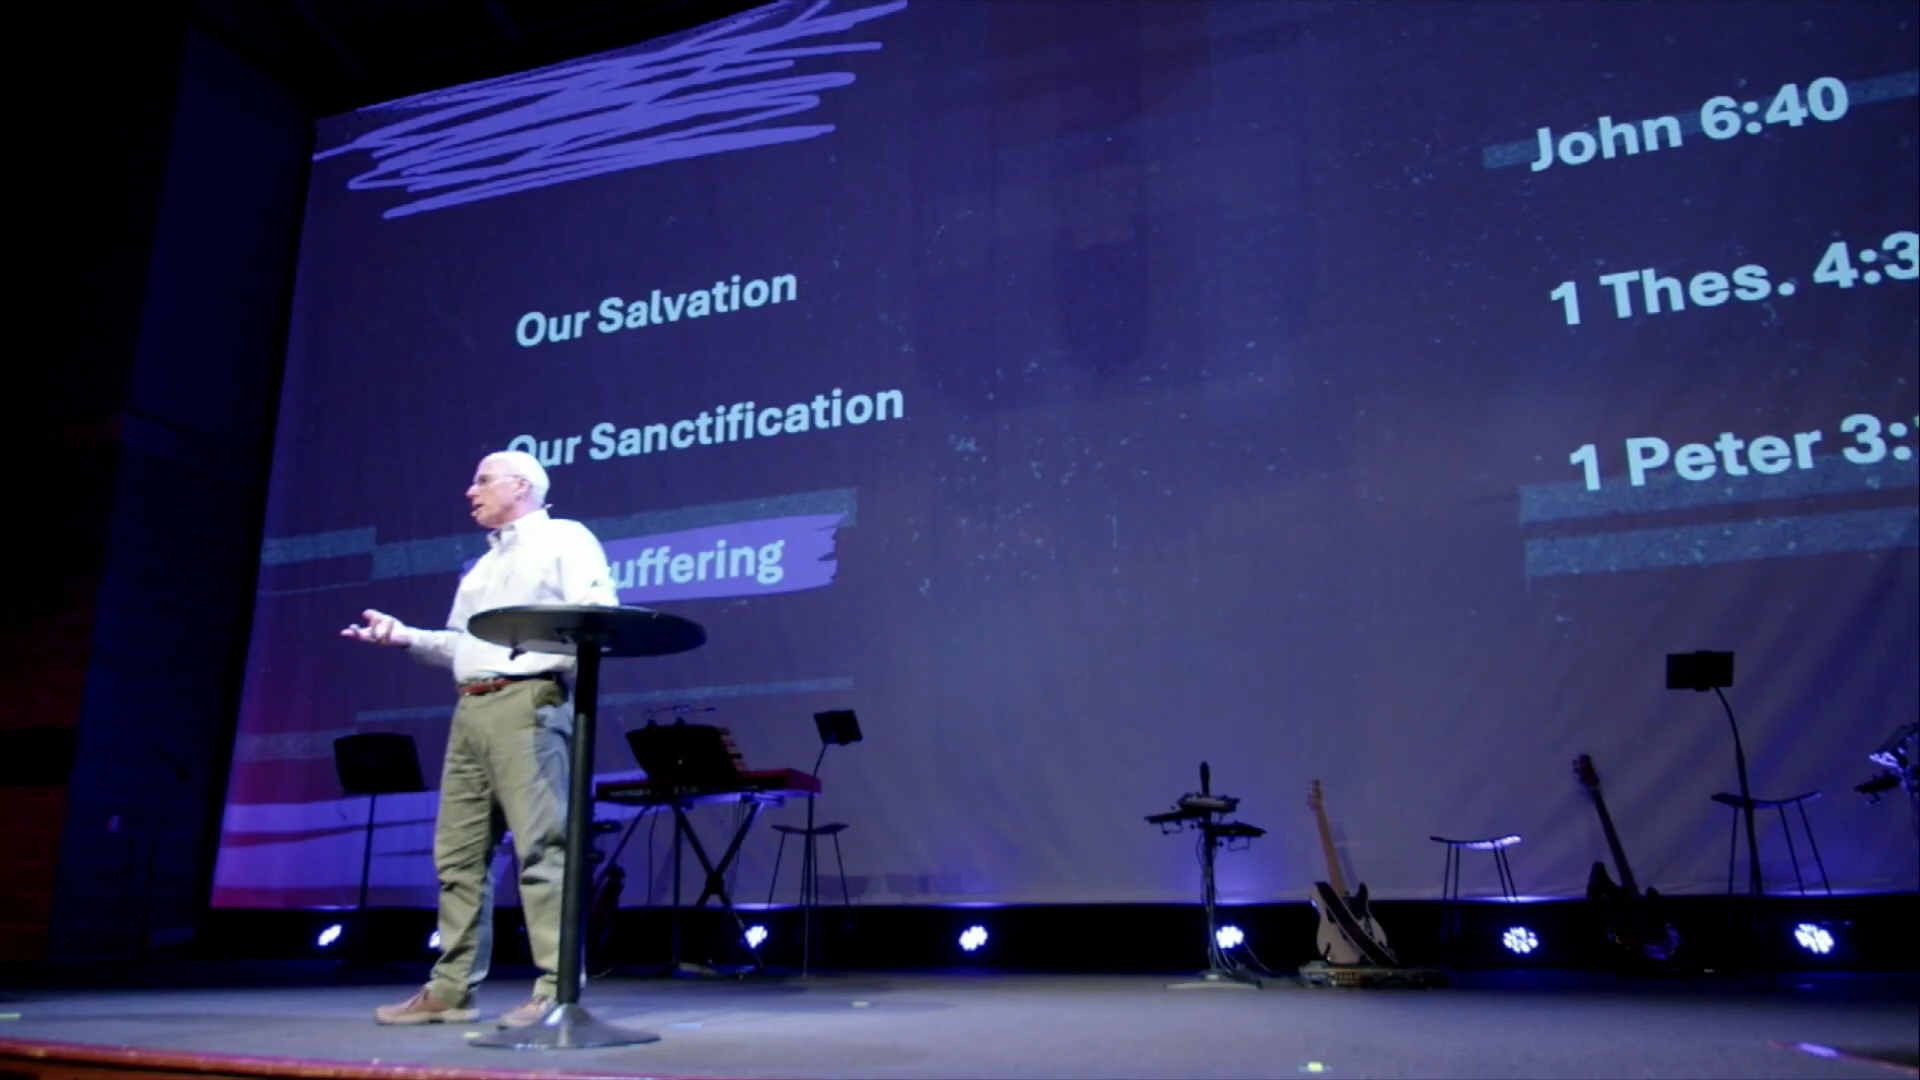 Our Salvation
John 6:40
Our Sanctification
1 Thes. 4:3
uffering
1 Peter 3: